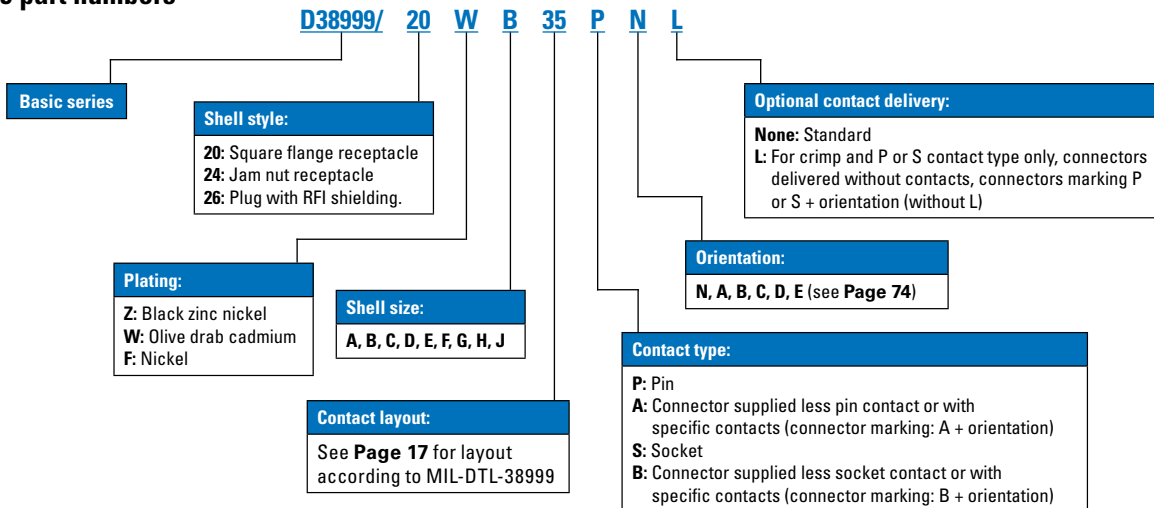 part numbers
D38999/ 20 W B 35 P N L
Basic series
Shell style:
20: Square flange receptacle
24: Jam nut receptacle
26: Plug with RFI shielding.
Optional contact delivery:
None: Standard
L: For crimp and P or S contact type only, connectors
delivered without contacts, connectors marking P
or S + orientation (without L)
Plating:
Z: Black zinc nickel
W: Olive drab cadmium
F: Nickel
Shell size:
A, B, C, D, E, F, G, H, J
Orientation:
N, A, B, C, D, E (see Page 74)
Contact layout:
See Page 17 for layout
according to MIL-DTL-38999
Contact type:
P: Pin
A: Connector supplied less pin contact or with
specific contacts (connector marking: A + orientation)
S: Socket
B: Connector supplied less socket contact or with
specific contacts (connector marking: B + orientation)